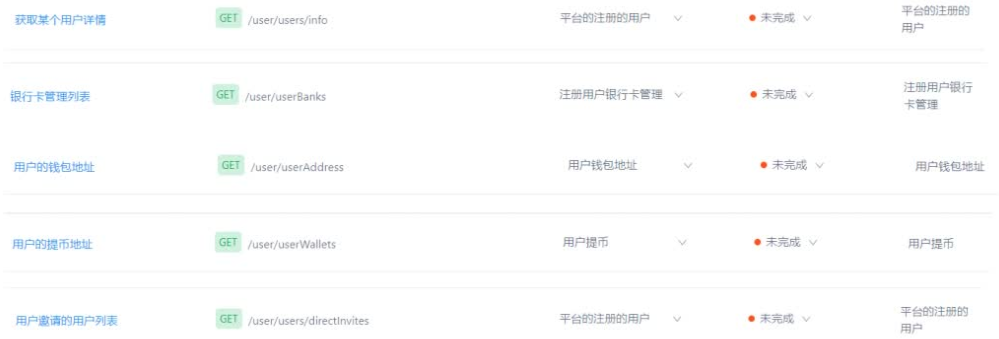 获取某个用户详情 GET /user/users/info 平台的注册的用户 未完成 平台的注册的
用户
银行卡管理列表 GET /user/userBanks 注册用户银行卡管理 未完成 注册用户银行
卡管理
用户的钱包地址 GET /user/userAddress 用户钱包地址 未完成 用户钱包地址
用户的提币地址 GET /user/userWallets 用户提币 未完成 用户提币
用户邀请的用户列表 GET /user/users/directInvites 平台的注册的用户 未完成 平台的注册的
用户